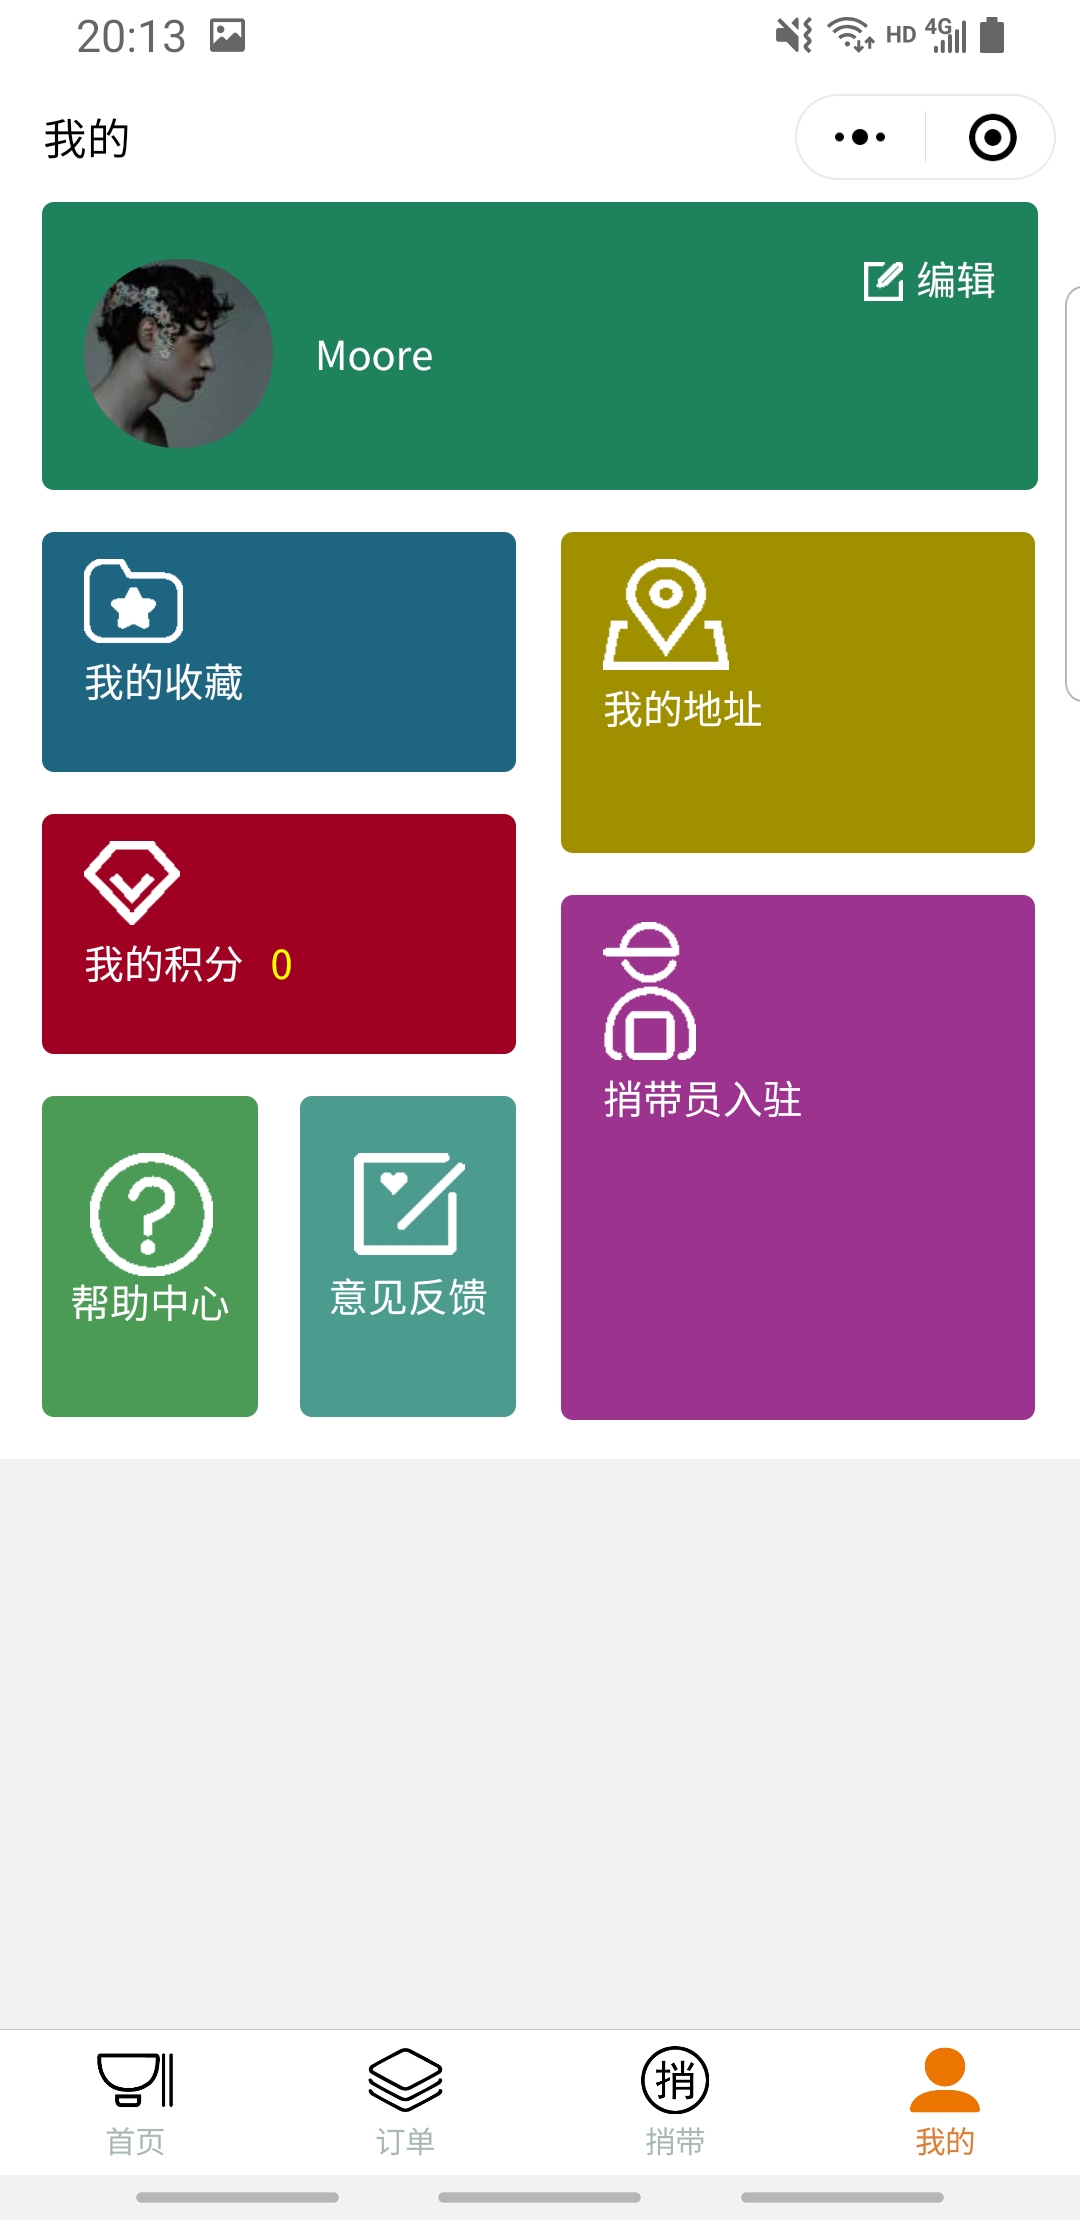 20:13
HD 4G
我的
编辑
Moore
我的收藏
我的地址
我的积分 0
捎带员入驻
帮助中心
意见反馈
捎
首页
订单
捎带
我的